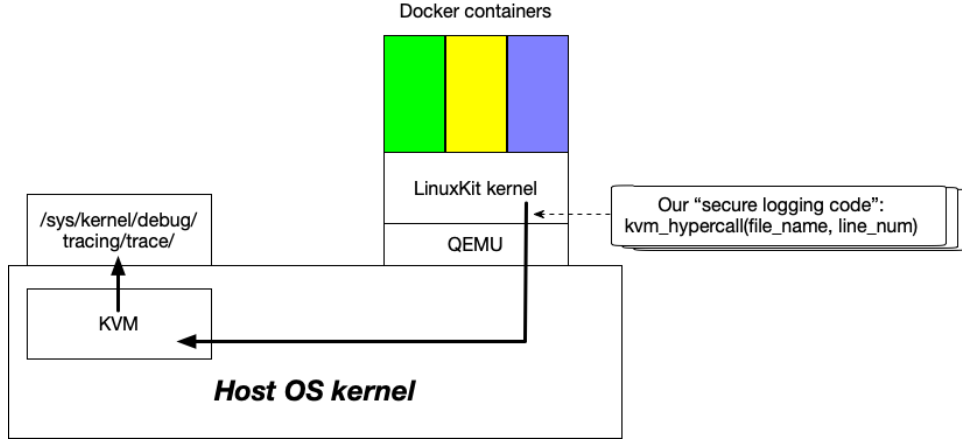 Docker containers
LinuxKit kernel
/sys/kernel/debug/
tracing/trace/
Our “secure logging code”:
kvm_hypercall(file_name, line_num)
QEMU
KVM
Host OS kernel